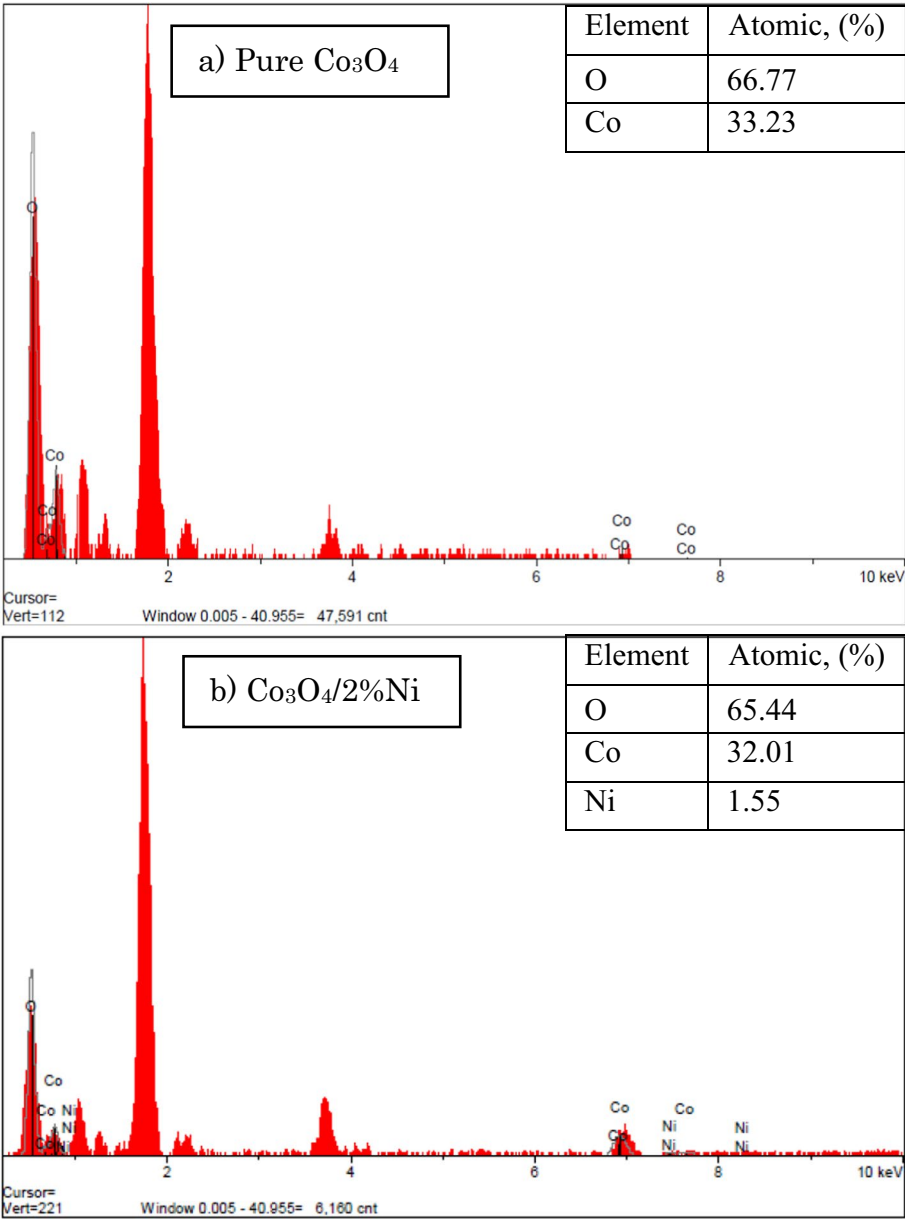 a) Pure Co₃O₄
Element Atomic, (%)
O 66.77
Co 33.23
O
Co
Co
Co
Co
Co
Co
Co
2 4 6 8 10 keV
Cursor=
Vert=112 Window 0.005 - 40.955= 47,591 cnt
b) Co₃O₄/2%Ni
Element Atomic, (%)
O 65.44
Co 32.01
Ni 1.55
O
Co
Co Ni
Ni
Co Ni
Co Co
Co Ni Ni
Ni Ni
2 4 6 8 10 keV
Cursor=
Vert=221 Window 0.005 - 40.955= 6,160 cnt